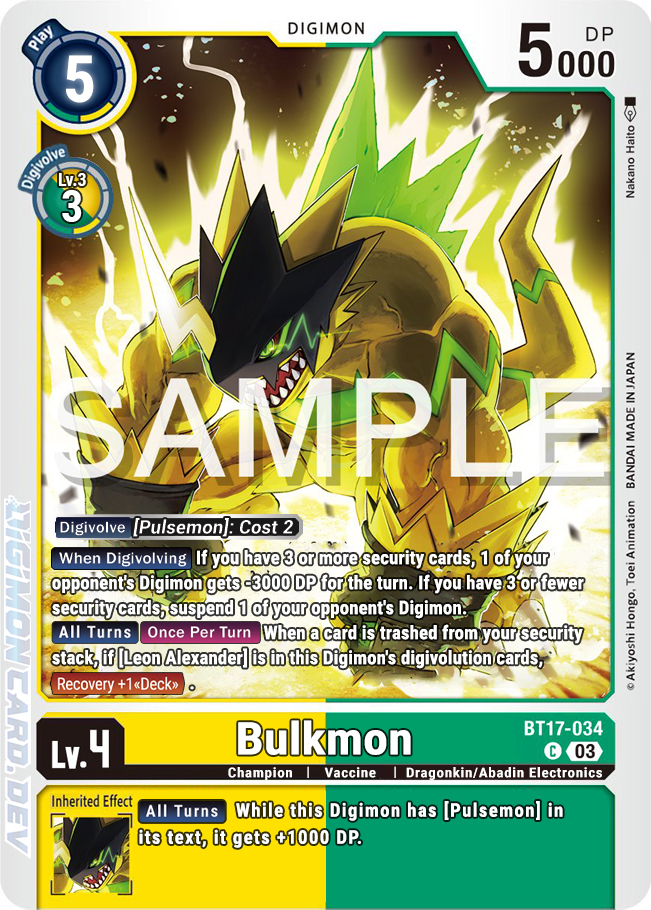 DIGIMON
Play
5
DP
5000
Digivolve
Lv.3
3
Nakano Haito
SAMPLE
© Akiyoshi Hongo, Toei Animation BANDAI MADE IN JAPAN
Digivolve [Pulsemon]: Cost 2
When Digivolving If you have 3 or more security cards, 1 of your
opponent's Digimon gets -3000 DP for the turn. If you have 3 or fewer
security cards, suspend 1 of your opponent's Digimon.
All Turns Once Per Turn When a card is trashed from your security
stack, if [Leon Alexander] is in this Digimon's digivolution cards,
Recovery +1«Deck» .
DIGIMONCARD.DEV
Lv.4
Bulkmon
BT17-034
C 03
Champion | Vaccine | Dragonkin/Abadin Electronics
Inherited Effect
All Turns While this Digimon has [Pulsemon] in
its text, it gets +1000 DP.